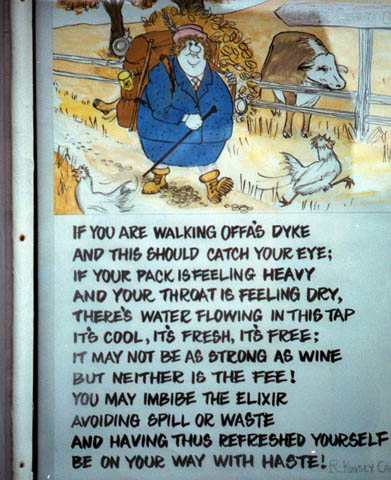 IF YOU ARE WALKING OFFA'S DYKE
AND THIS SHOULD CATCH YOUR EYE;
IF YOUR PACK IS FEELING HEAVY
AND YOUR THROAT IS FEELING DRY,
THERE'S WATER FLOWING IN THIS TAP
IT'S COOL, IT'S FRESH, IT'S FREE;
IT MAY NOT BE AS STRONG AS WINE
BUT NEITHER IS THE FEE!
YOU MAY IMBIBE THE ELIXIR
AVOIDING SPILL OR WASTE
AND HAVING THUS REFRESHED YOURSELF
BE ON YOUR WAY WITH HASTE!
R. KINSEY